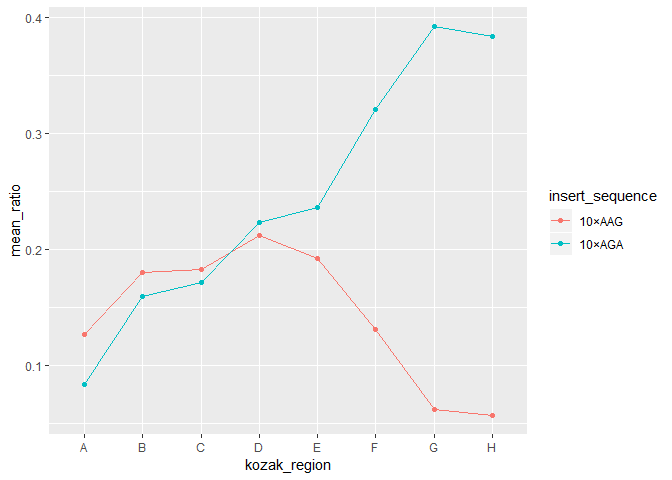 0.4
0.3
0.2
0.1
mean_ratio
A B C D E F G H
kozak_region
insert_sequence
10×AAG
10×AGA